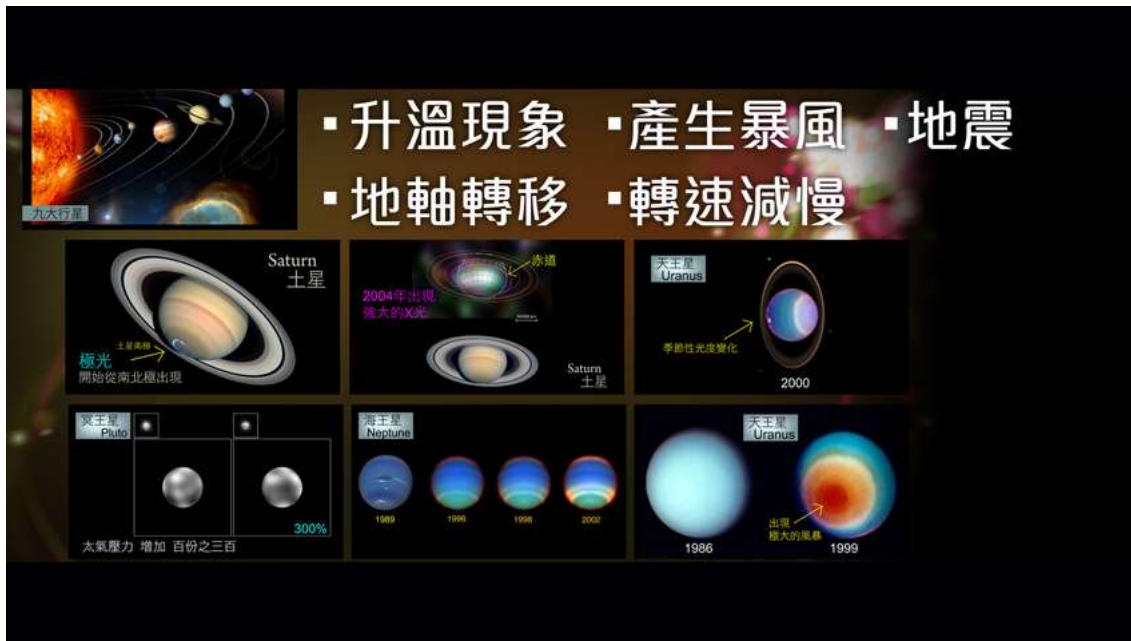 ▪升溫現象 ▪產生暴風 ▪地震
▪地軸轉移 ▪轉速減慢
九大行星
Saturn
土星
土星南極
極光
開始從南北極出現
赤道
2004年出現
強大的X光
Saturn
土星
天王星
Uranus
季節性光度變化
2000
冥王星
Pluto
300%
太氣壓力 增加 百份之三百
海王星
Neptune
1989
1996
1998
2002
天王星
Uranus
出現
極大的風暴
1986
1999